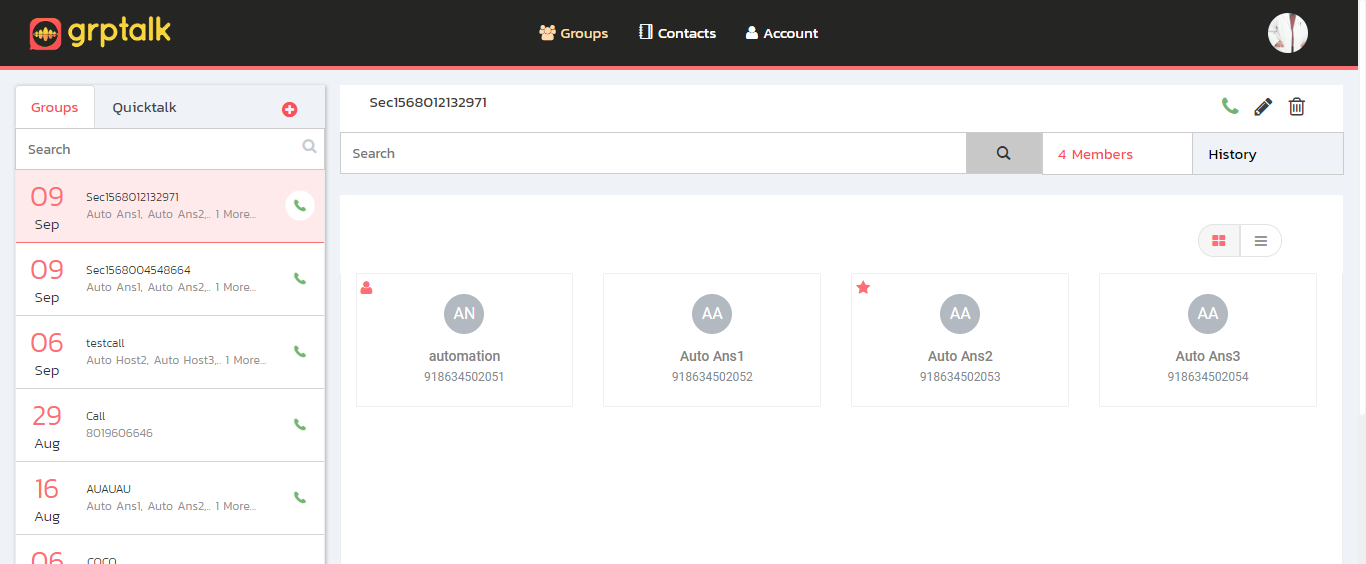 grptalk
Groups
Contacts
Account
Groups
Quicktalk
Search
09
Sep
Sec1568012132971
Auto Ans1, Auto Ans2,.. 1 More...
09
Sep
Sec1568004548664
Auto Ans1, Auto Ans2,.. 1 More...
06
Sep
testcall
Auto Host2, Auto Host3,.. 1 More...
29
Aug
Call
8019606646
16
Aug
AUAUAU
Auto Ans1, Auto Ans2,.. 1 More...
06
COCO
Sec1568012132971
Search
4 Members
History
AN
automation
918634502051
AA
Auto Ans1
918634502052
AA
Auto Ans2
918634502053
AA
Auto Ans3
918634502054